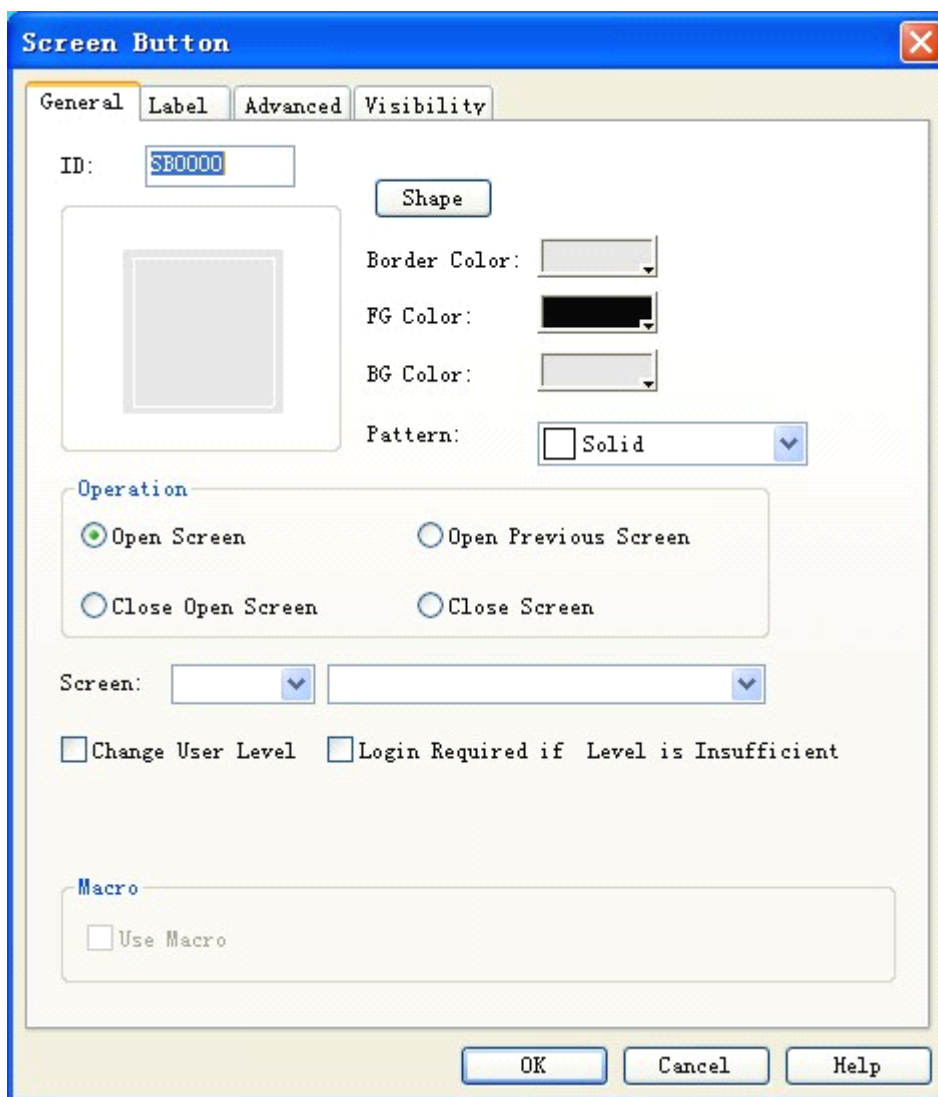 Screen Button
General Label Advanced Visibility
ID: SB0000
Shape
Border Color:
FG Color:
BG Color:
Pattern: Solid
Operation
Open Screen Open Previous Screen
Close Open Screen Close Screen
Screen:
Change User Level Login Required if Level is Insufficient
Macro
Use Macro
OK Cancel Help